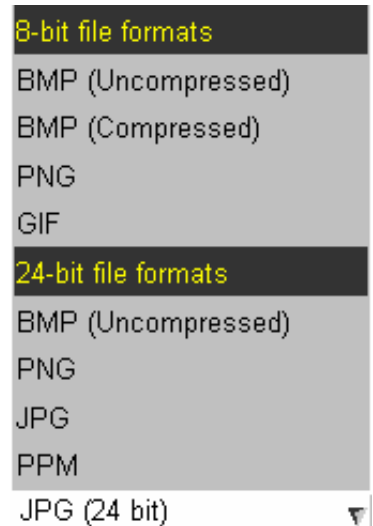 8-bit file formats
BMP (Uncompressed)
BMP (Compressed)
PNG
GIF
24-bit file formats
BMP (Uncompressed)
PNG
JPG
PPM
JPG (24 bit)